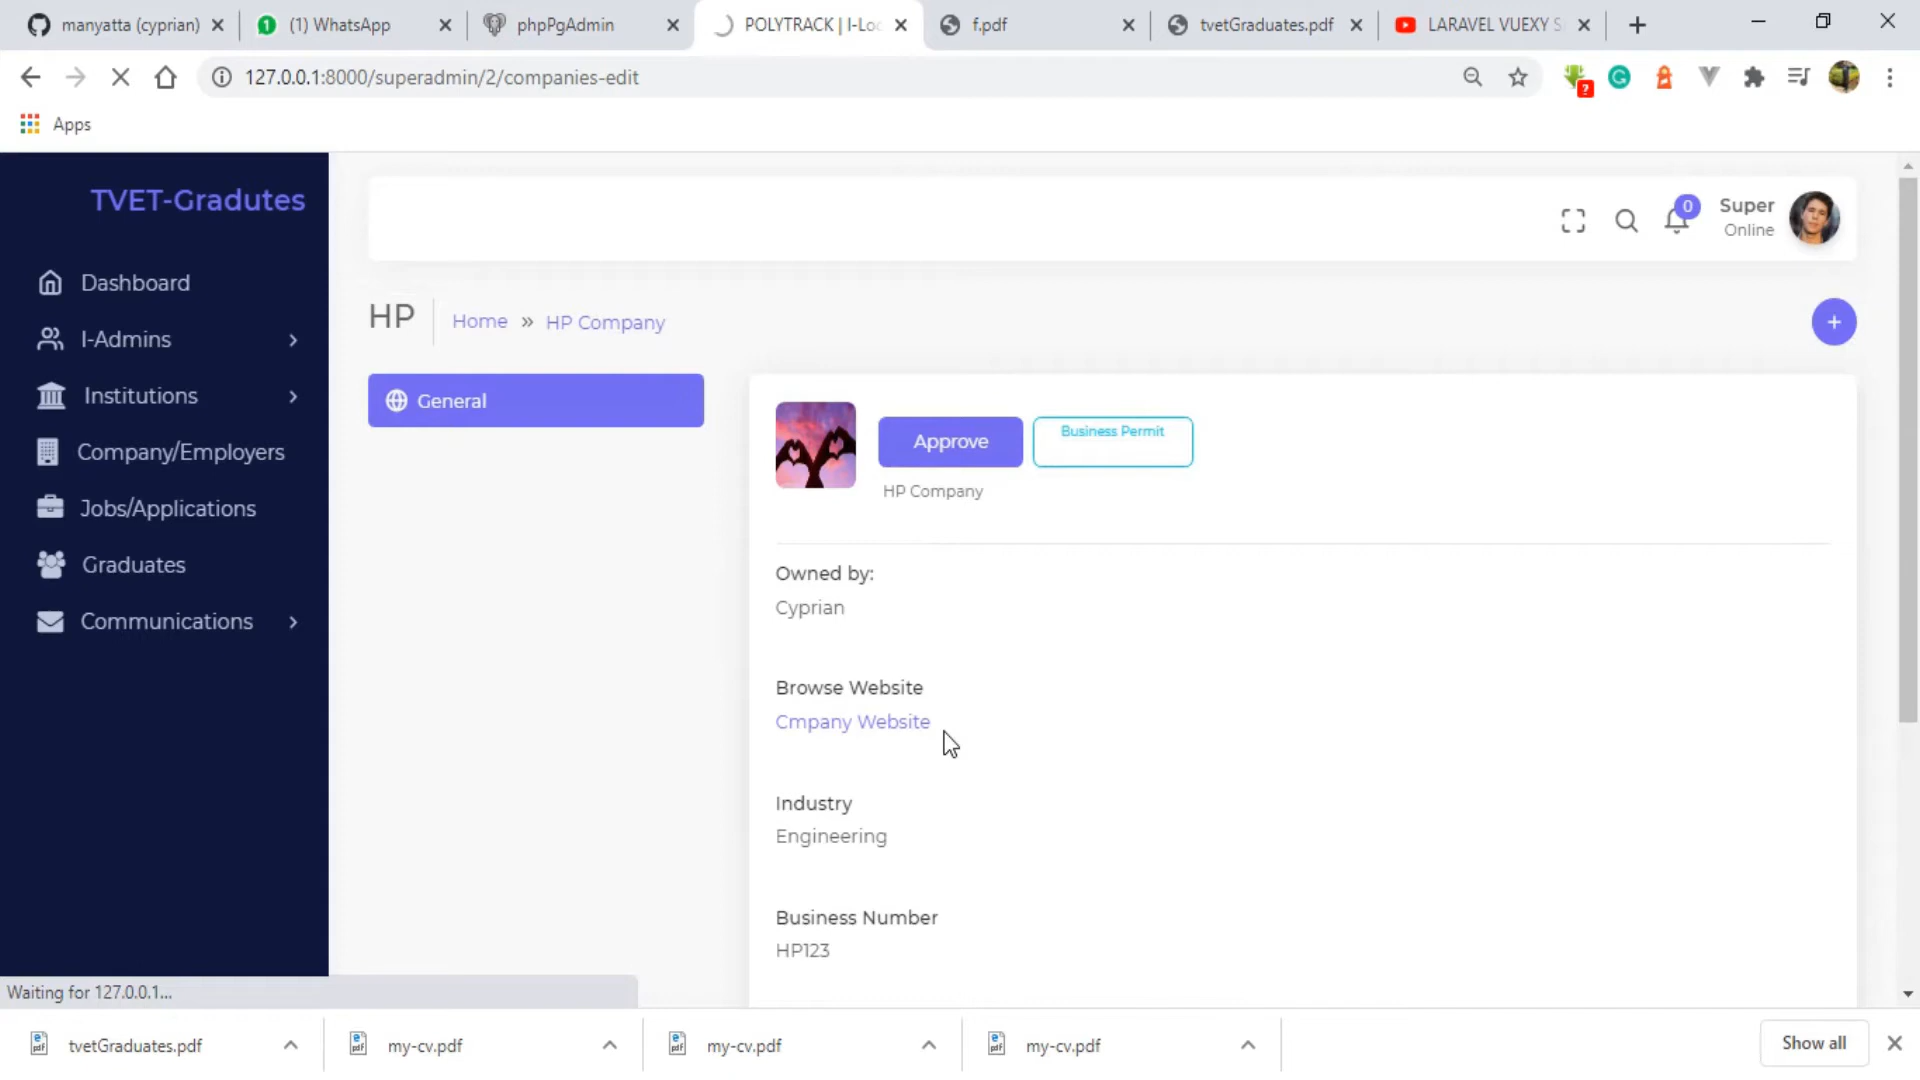 manyatta (cyprian)
(1) WhatsApp
phpPgAdmin
POLYTRACK | I-Loc
f.pdf
tvetGraduates.pdf
LARAVEL VUEXY S
127.0.0.1:8000/superadmin/2/companies-edit
Apps
TVET-Gradutes
Dashboard
I-Admins
Institutions
Company/Employers
Jobs/Applications
Graduates
Communications
0
Super
Online
HP
Home » HP Company
+
General
Approve
Business Permit
HP Company
Owned by:
Cyprian
Browse Website
Cmpany Website
Industry
Engineering
Business Number
HP123
Waiting for 127.0.0.1...
tvetGraduates.pdf
my-cv.pdf
my-cv.pdf
my-cv.pdf
Show all